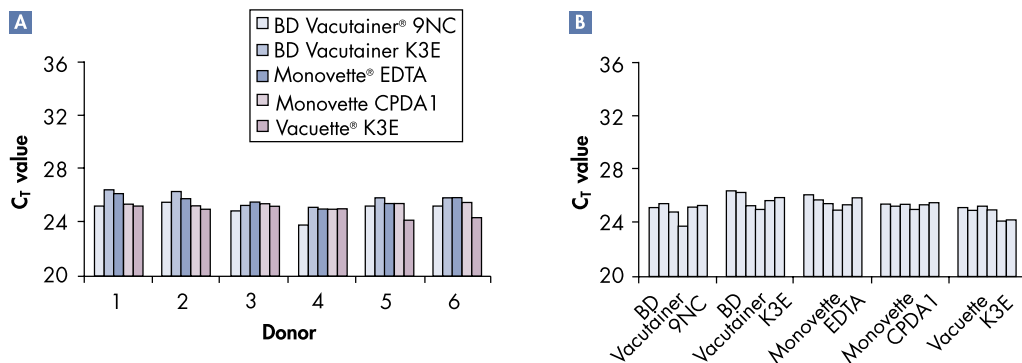 A
BD Vacutainer® 9NC
BD Vacutainer K3E
Monovette® EDTA
Monovette CPDA1
Vacuette® K3E
C_T value
36
32
28
24
20
1 2 3 4 5 6
Donor
B
C_T value
36
32
28
24
20
BD
Vacutainer
9NC
BD
Vacutainer
K3E
Monovette
EDTA
Monovette
CPDA1
Vacuette
K3E